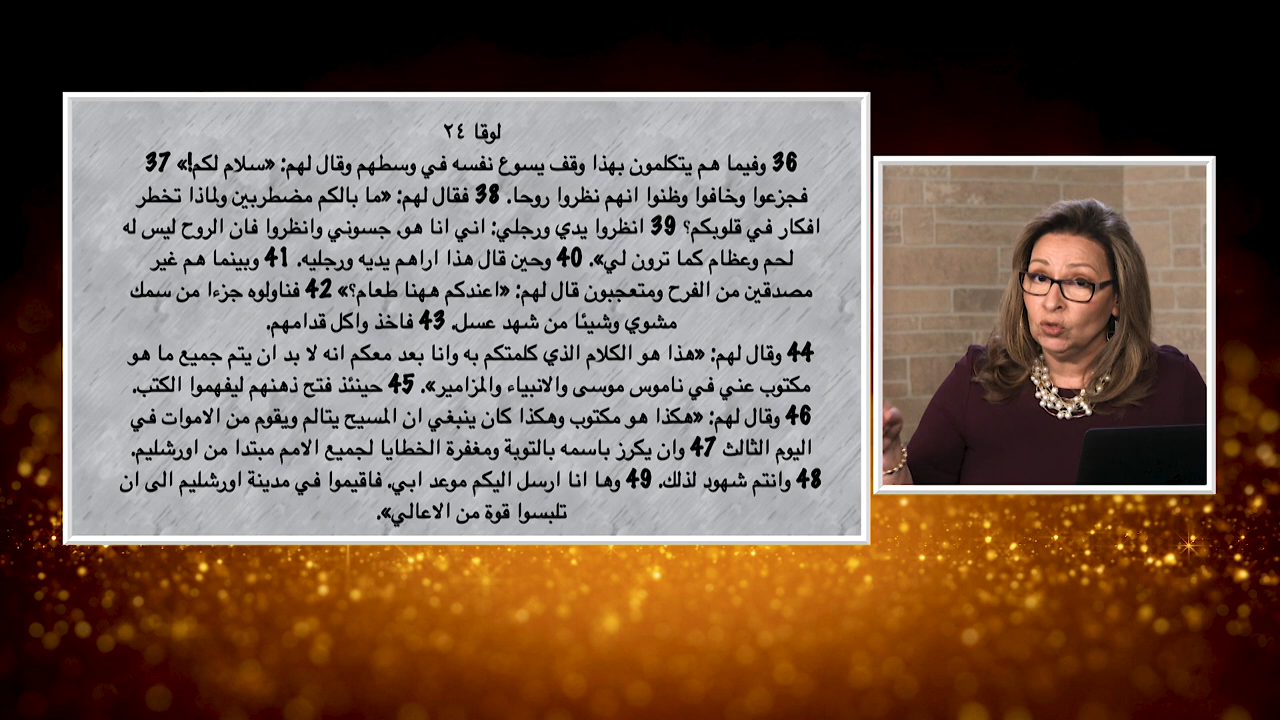 لوقا ٢٤
36 وفيما هم يتكلمون بهذا وقف يسوع نفسه في وسطهم وقال لهم: «سلام لكم!» 37
فجزعوا وخافوا وظنوا انهم نظروا روحا. 38 فقال لهم: «ما بالكم مضطربين ولماذا تخطر
افكار في قلوبكم؟ 39 انظروا يدي ورجلي: اني انا هو. جسوني وانظروا فان الروح ليس له
لحم وعظام كما ترون لي». 40 وحين قال هذا اراهم يديه ورجليه. 41 وبينما هم غير
مصدقين من الفرح ومتعجبون قال لهم: «اعندكم ههنا طعام؟» 42 فناولوه جزءا من سمك
مشوي وشيئا من شهد عسل. 43 فاخذ واكل قدامهم.
44 وقال لهم: «هذا هو الكلام الذي كلمتكم به وانا بعد معكم انه لا بد ان يتم جميع ما هو
مكتوب عني في ناموس موسى والانبياء والمزامير». 45 حينئذ فتح ذهنهم ليفهموا الكتب.
46 وقال لهم: «هكذا هو مكتوب وهكذا كان ينبغي ان المسيح يتالم ويقوم من الاموات في
اليوم الثالث 47 وان يكرز باسمه بالتوبة ومغفرة الخطايا لجميع الامم مبتدا من اورشليم.
48 وانتم شهود لذلك. 49 وها انا ارسل اليكم موعد ابي. فاقيموا في مدينة اورشليم الى ان
تلبسوا قوة من الاعالي».